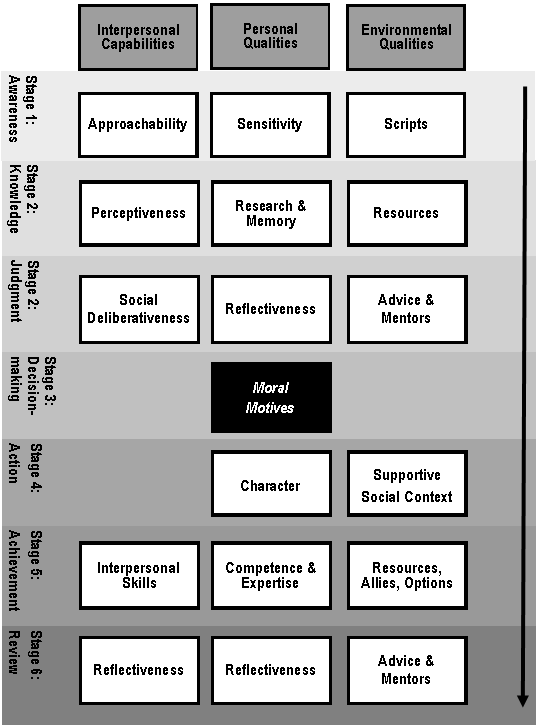 Interpersonal
Capabilities
Personal
Qualities
Environmental
Qualities
Stage 1:
Awareness
Approachability
Sensitivity
Scripts
Stage 2:
Knowledge
Perceptiveness
Research &
Memory
Resources
Stage 2:
Judgment
Social
Deliberativeness
Reflectiveness
Advice &
Mentors
Stage 3:
Decision-
making
Moral
Motives
Stage 4:
Action
Character
Supportive
Social Context
Stage 5:
Achievement
Interpersonal
Skills
Competence &
Expertise
Resources,
Allies, Options
Stage 6:
Review
Reflectiveness
Reflectiveness
Advice &
Mentors